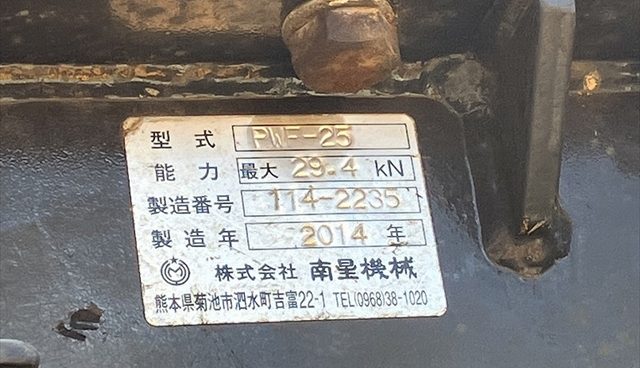 型式 PWF-25
能力 最大 29.4 kN
製造番号 114-2235
製造年 2014 年
株式会社 南星機械
熊本県菊池市泗水町吉富22-1 TEL(0968)38-1020